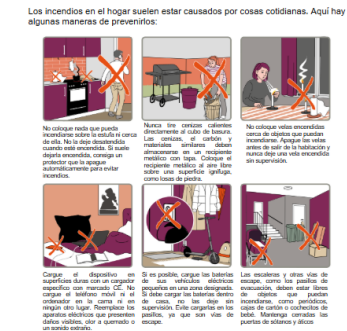 Los incendios en el hogar suelen estar causados por cosas cotidianas. Aquí hay
algunas maneras de prevenirlos:
No coloque nada que pueda
incendiarse sobre la estufa ni cerca
de ella. No la deje desatendida
cuando esté encendida. Si suele
dejarla encendida, consiga un
protector que la apague
automáticamente para evitar
incendios.
Nunca tire cenizas calientes
directamente al cubo de basura.
Las cenizas, el carbón y
materiales similares deben
almacenarse en un recipiente
metálico con tapa. Coloque el
recipiente metálico al aire libre
sobre una superficie ignífuga,
como losas de piedra.
No coloque velas encendidas
cerca de objetos que puedan
incendiarse. Apague las velas
antes de salir de la habitación y
nunca deje una vela encendida
sin supervisión.
Cargue el dispositivo en
superficies duras con un cargador
específico con marcado CE. No
cargue el teléfono móvil ni el
ordenador en la cama ni en
ningún otro lugar. Reemplace los
aparatos eléctricos que presenten
daños visibles, olor a quemado o
un sonido extraño.
Si es posible, cargue las baterías
de sus vehículos eléctricos
pequeños en una zona designada.
Si debe cargar las baterías dentro
de casa, no las deje sin
supervisión. Evite cargarlas en los
pasillos, ya que son vías de
escape.
Las escaleras y otras vías de
escape, como los pasillos de
evacuación, deben estar libres
de objetos que puedan
incendiarse, como periódicos,
cajas de cartón o cochecitos de
bebé. Mantenga cerradas las
puertas de sótanos y áticos